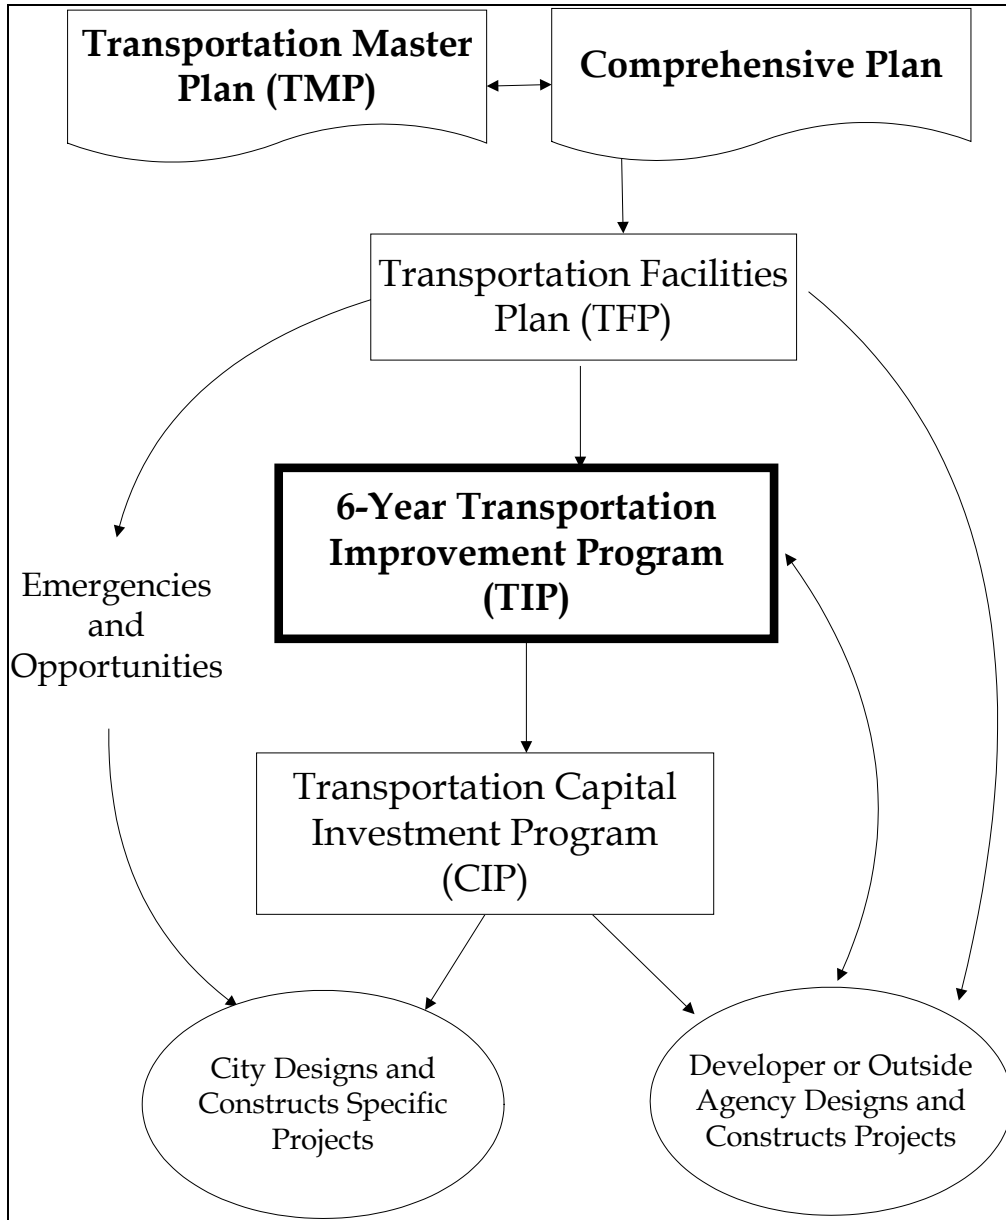 Transportation Master
Plan (TMP)
Comprehensive Plan
Transportation Facilities
Plan (TFP)
6-Year Transportation
Improvement Program
(TIP)
Emergencies
and
Opportunities
Transportation Capital
Investment Program
(CIP)
City Designs and
Constructs Specific
Projects
Developer or Outside
Agency Designs and
Constructs Projects